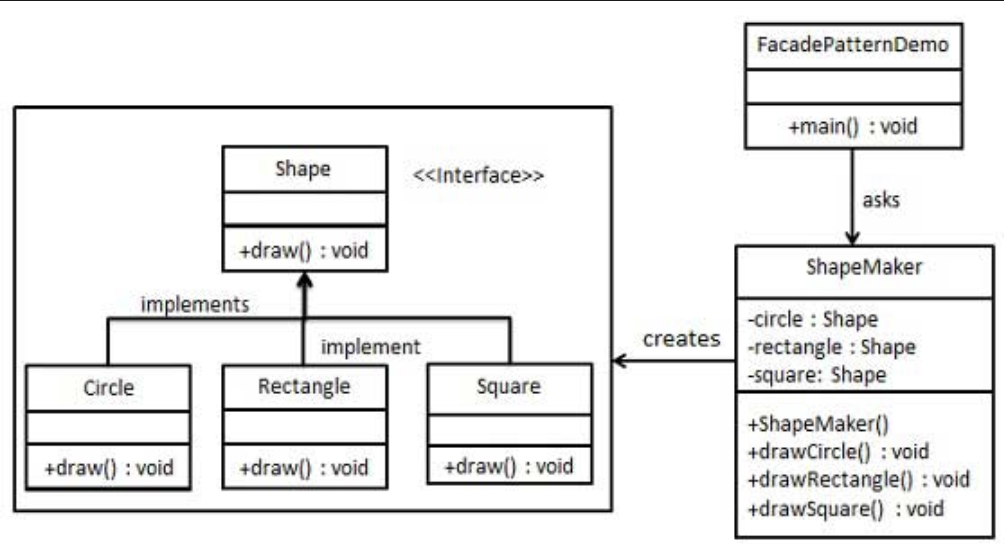 FacadePatternDemo
+main() : void
asks
Shape
<<Interface>>
+draw() : void
implements
implement
Circle
+draw() : void
Rectangle
+draw() : void
Square
+draw() : void
creates
ShapeMaker
-circle : Shape
-rectangle : Shape
-square: Shape
+ShapeMaker()
+drawCircle() : void
+drawRectangle() : void
+drawSquare() : void